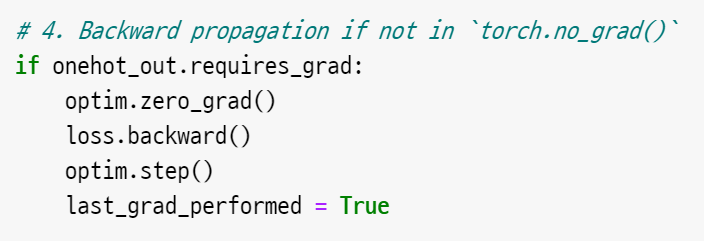 # 4. Backward propagation if not in `torch.no_grad()`
if onehot_out.requires_grad:
    optim.zero_grad()
    loss.backward()
    optim.step()
    last_grad_performed = True